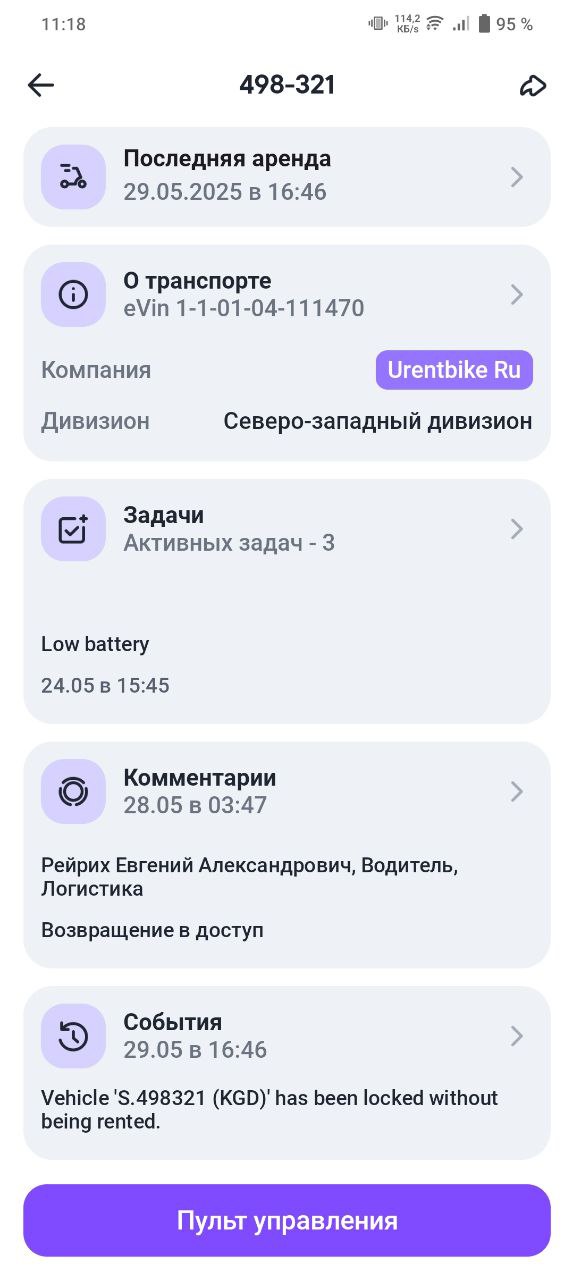 11:18
114,2
КБ/s
95 %
498-321
Последняя аренда
29.05.2025 в 16:46
О транспорте
eVin 1-1-01-04-111470
Компания
Urentbike Ru
Дивизион
Северо-западный дивизион
Задачи
Активных задач - 3
Low battery
24.05 в 15:45
Комментарии
28.05 в 03:47
Рейрих Евгений Александрович, Водитель,
Логистика
Возвращение в доступ
События
29.05 в 16:46
Vehicle 'S.498321 (KGD)' has been locked without
being rented.
Пульт управления